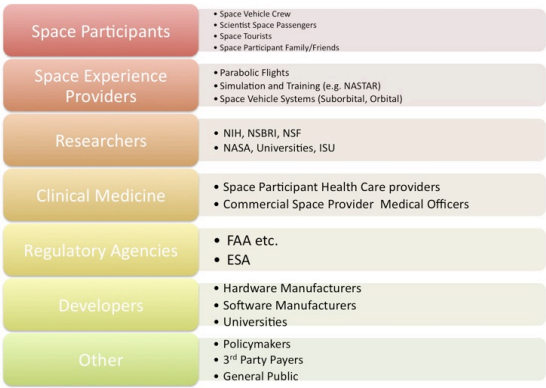 Space Participants
• Space Vehicle Crew
• Scientist Space Passengers
• Space Tourists
• Space Participant Family/Friends
Space Experience
Providers
• Parabolic Flights
• Simulation and Training (e.g. NASTAR)
• Space Vehicle Systems (Suborbital, Orbital)
Researchers
• NIH, NSBRI, NSF
• NASA, Universities, ISU
Clinical Medicine
• Space Participant Health Care providers
• Commercial Space Provider Medical Officers
Regulatory Agencies
• FAA etc.
• ESA
Developers
• Hardware Manufacturers
• Software Manufacturers
• Universities
Other
• Policymakers
• 3rd Party Payers
• General Public